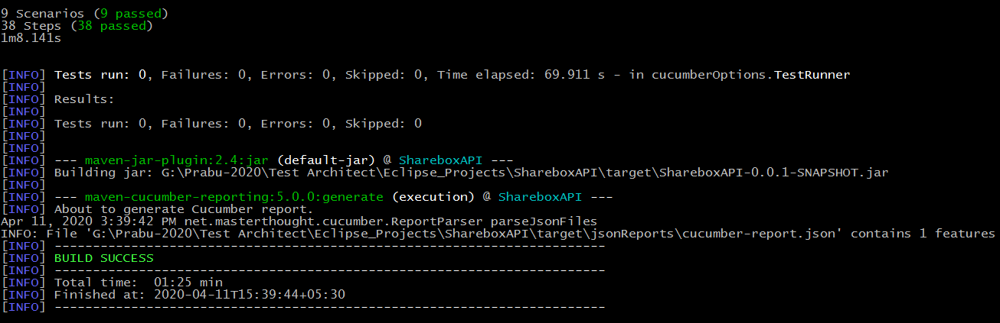 9 Scenarios (9 passed)
38 Steps (38 passed)
1m8.141s
[INFO] Tests run: 0, Failures: 0, Errors: 0, Skipped: 0, Time elapsed: 69.911 s - in cucumberOptions.TestRunner
[INFO]
[INFO] Results:
[INFO]
[INFO] Tests run: 0, Failures: 0, Errors: 0, Skipped: 0
[INFO]
[INFO]
[INFO] --- maven-jar-plugin:2.4:jar (default-jar) @ ShareboxAPI ---
[INFO] Building jar: G:\Prabu-2020\Test Architect\Eclipse_Projects\ShareboxAPI\target\ShareboxAPI-0.0.1-SNAPSHOT.jar
[INFO]
[INFO] --- maven-cucumber-reporting:5.0.0:generate (execution) @ ShareboxAPI ---
[INFO] About to generate Cucumber report.
Apr 11, 2020 3:39:42 PM net.masterthought.cucumber.ReportParser parseJsonFiles
INFO: File 'G:\Prabu-2020\Test Architect\Eclipse_Projects\ShareboxAPI\target\jsonReports\cucumber-report.json' contains 1 features
[INFO] ------------------------------------------------------------------------
[INFO] BUILD SUCCESS
[INFO] ------------------------------------------------------------------------
[INFO] Total time:  01:25 min
[INFO] Finished at: 2020-04-11T15:39:44+05:30
[INFO] ------------------------------------------------------------------------